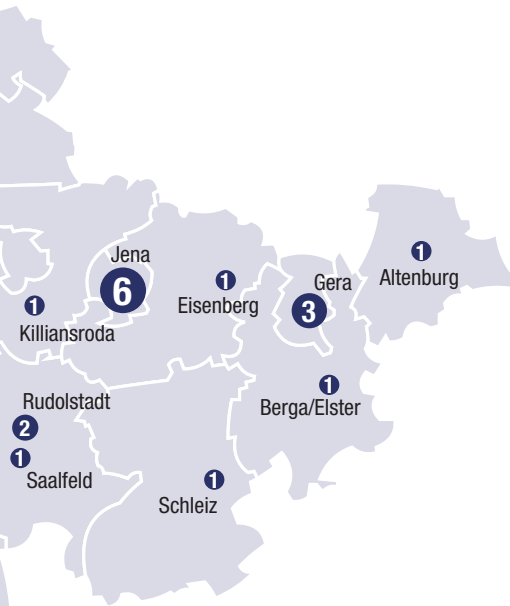 Jena
6
1
Eisenberg
Gera
3
1
Altenburg
1
Killiansroda
1
Berga/Elster
Rudolstadt
2
1
Saalfeld
1
Schleiz